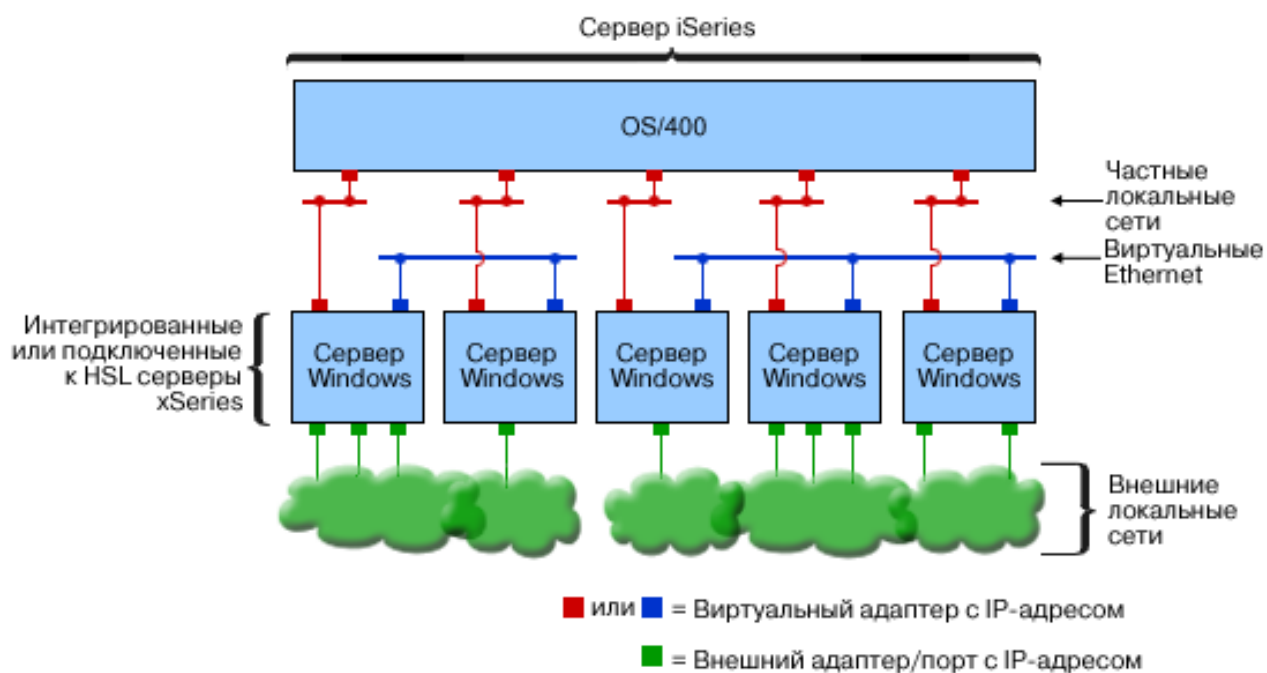 Сервер iSeries
OS/400
Частные
локальные
сети
Виртуальные
Ethernet
Интегрированные
или подключенные
к HSL серверы
xSeries
Сервер
Windows
Сервер
Windows
Сервер
Windows
Сервер
Windows
Сервер
Windows
Внешние
локальные
сети
или = Виртуальный адаптер с IP-адресом
= Внешний адаптер/порт с IP-адресом